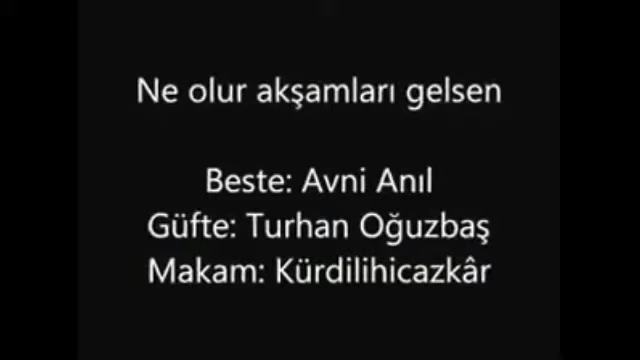 Ne olur akşamları gelsen
Beste: Avni Anıl
Güfte: Turhan Oğuzbaş
Makam: Kürdilihicazkâr